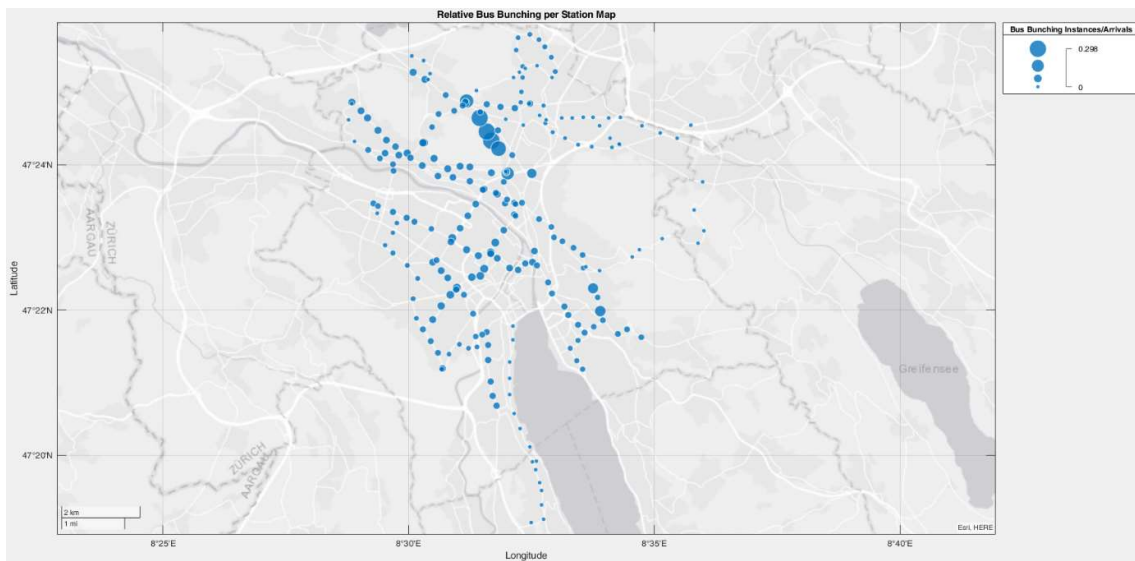 Relative Bus Bunching per Station Map
Bus Bunching Instances/Arrivals
0.298
0
47°24'N
47°22'N
47°20'N
Latitude
AARGAU
ZÜRICH
ZÜRICH
AARGAU
Greifensee
2 km
1 mi
Esri, HERE
8°25'E
8°30'E
8°35'E
8°40'E
Longitude